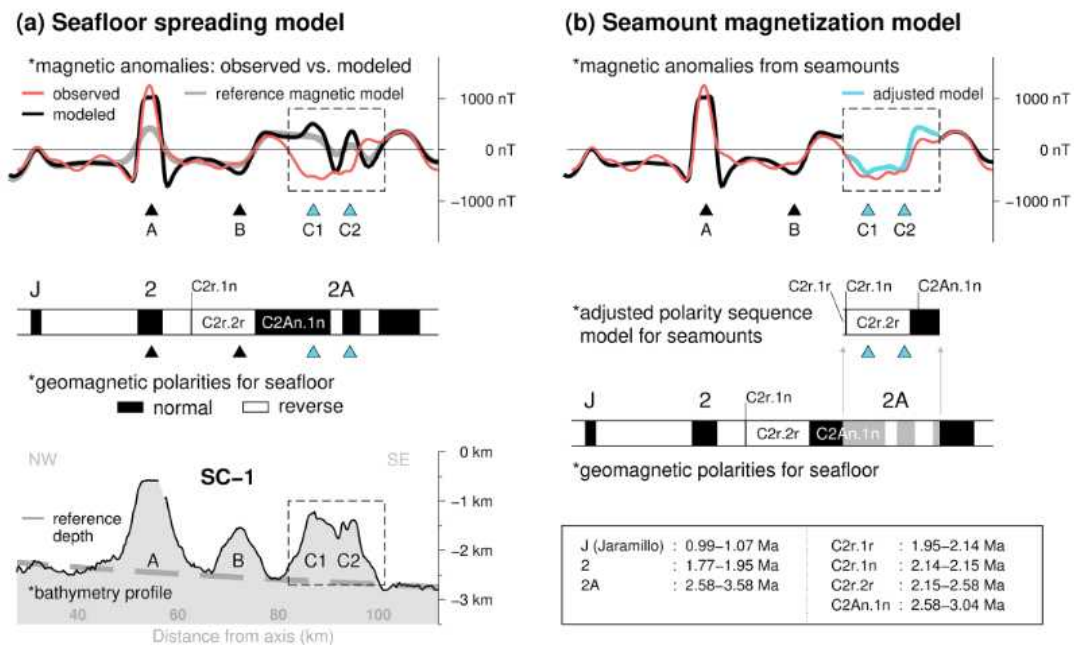 (a) Seafloor spreading model
*magnetic anomalies: observed vs. modeled
observed
modeled
reference magnetic model
1000 nT
0 nT
−1000 nT
A
B
C1
C2
J
2
C2r.1n
2A
C2r.2r
C2An.1n
*geomagnetic polarities for seafloor
normal
reverse
NW
SC−1
SE
reference
depth
A
B
C1
C2
*bathymetry profile
0 km
−1 km
−2 km
−3 km
40
60
80
100
Distance from axis (km)
(b) Seamount magnetization model
*magnetic anomalies from seamounts
adjusted model
1000 nT
0 nT
−1000 nT
A
B
C1
C2
C2r.1r
C2r.1n
C2An.1n
C2r.2r
*adjusted polarity sequence
model for seamounts
J
2
C2r.1n
2A
C2r.2r
C2An.1n
*geomagnetic polarities for seafloor
J (Jaramillo) : 0.99−1.07 Ma
2 : 1.77−1.95 Ma
2A : 2.58−3.58 Ma
C2r.1r : 1.95−2.14 Ma
C2r.1n : 2.14−2.15 Ma
C2r.2r : 2.15−2.58 Ma
C2An.1n : 2.58−3.04 Ma